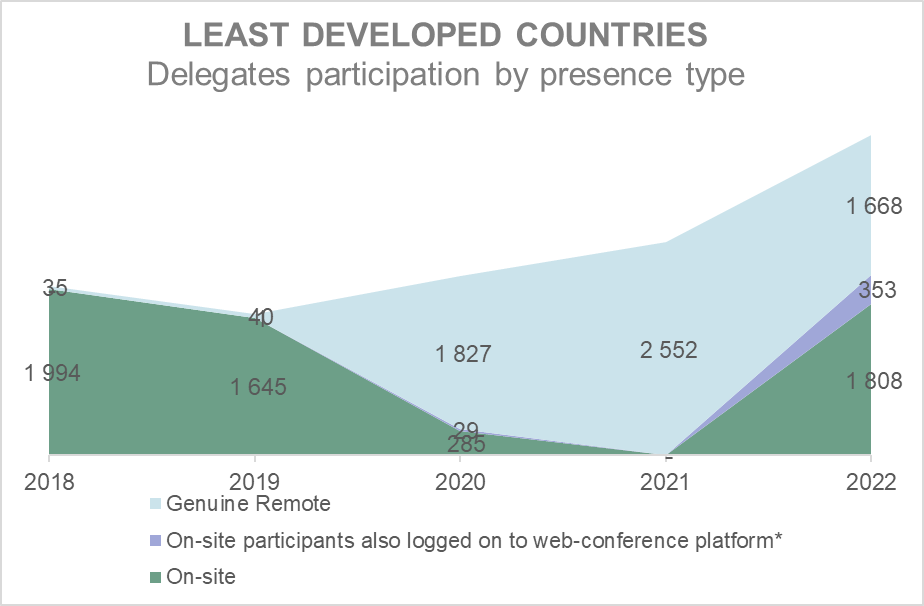 LEAST DEVELOPED COUNTRIES
Delegates participation by presence type
1 668
35
353
40
1 827
2 552
1 994
1 645
1 808
29
285
-
2018 2019 2020 2021 2022
Genuine Remote
On-site participants also logged on to web-conference platform*
On-site